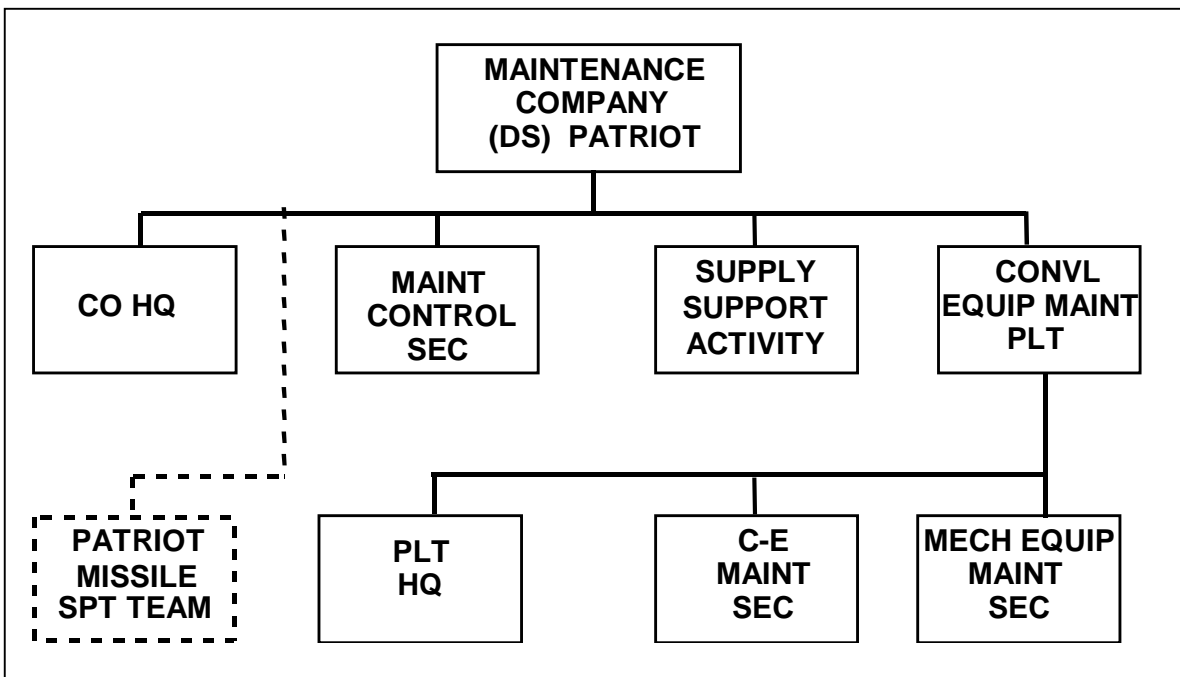 MAINTENANCE
COMPANY
(DS) PATRIOT
CO HQ
MAINT
CONTROL
SEC
SUPPLY
SUPPORT
ACTIVITY
CONVL
EQUIP MAINT
PLT
PATRIOT
MISSILE
SPT TEAM
PLT
HQ
C-E
MAINT
SEC
MECH EQUIP
MAINT
SEC